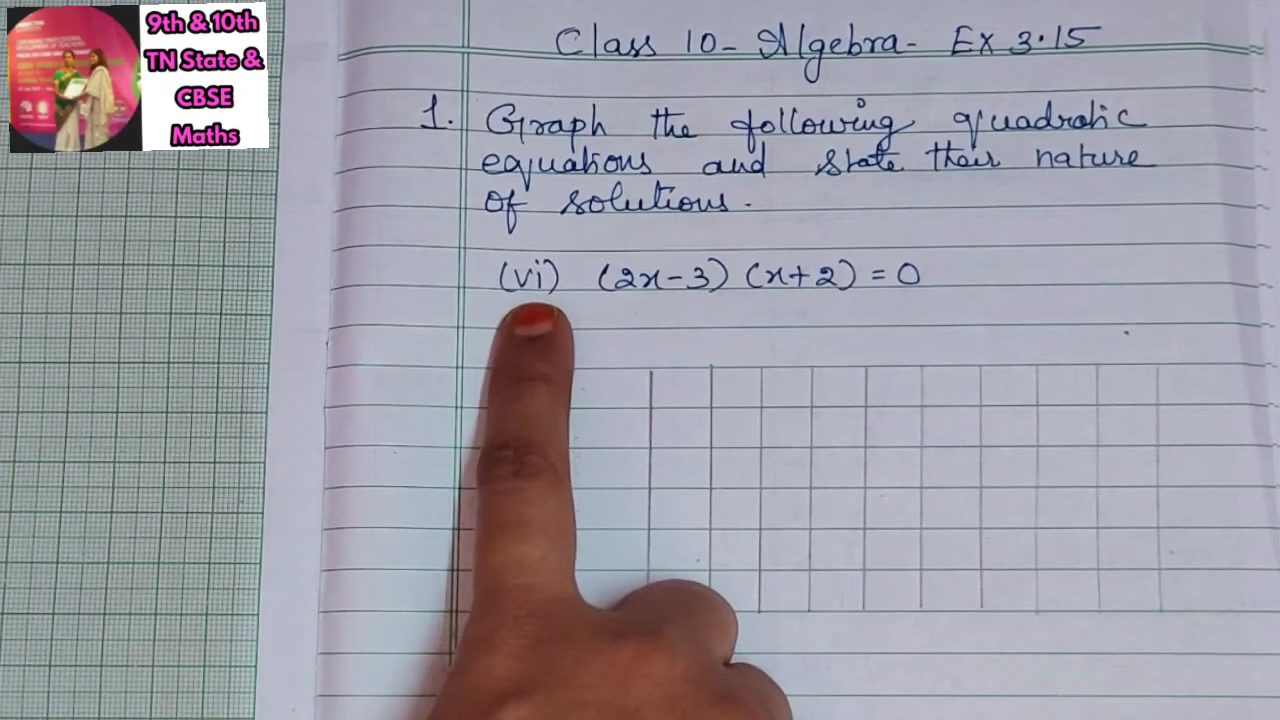 9th & 10th
TN State &
CBSE
Maths
Class 10- Algebra- Ex 3.15
1. Graph the following quadratic
equations and state their nature
of solutions.
(vi) (2x-3) (x+2) = 0